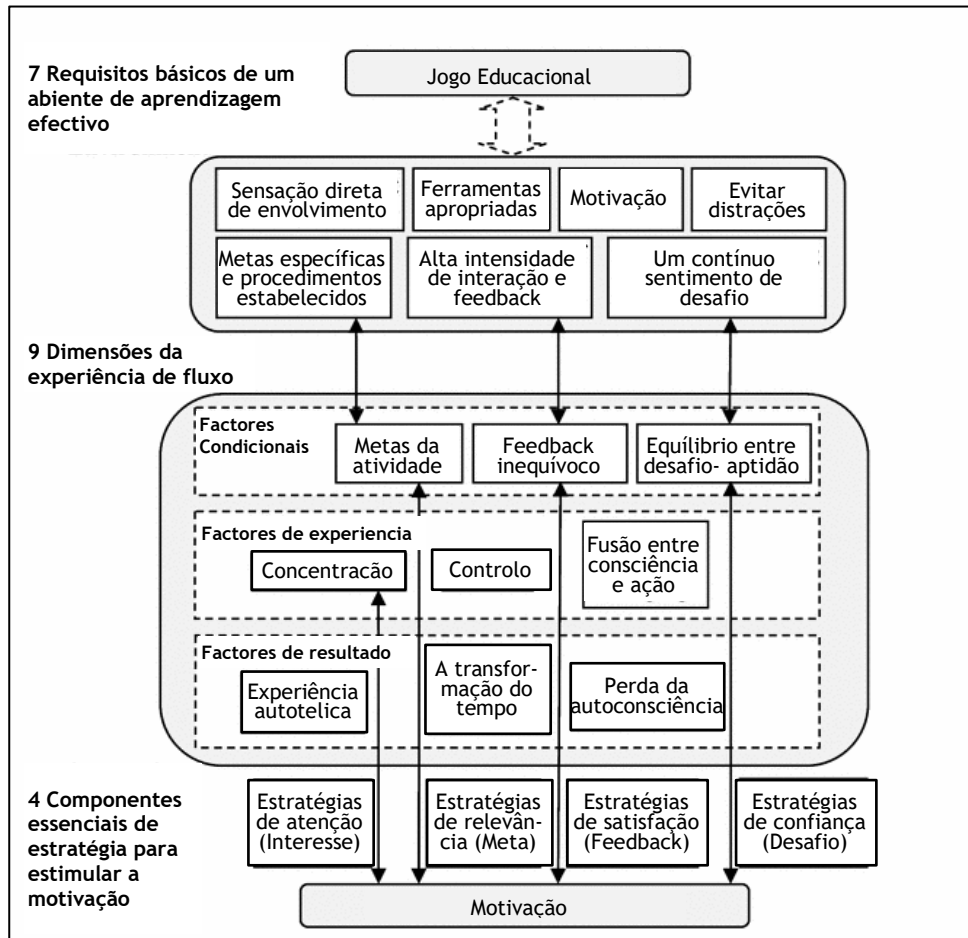 7 Requisitos básicos de um
abiente de aprendizagem
efectivo
Jogo Educacional
Sensação direta
de envolvimento
Ferramentas
apropriadas
Motivação
Evitar
distrações
Metas específicas
e procedimentos
estabelecidos
Alta intensidade
de interação e
feedback
Um contínuo
sentimento de
desafio
9 Dimensões da
experiência de fluxo
Factores
Condicionais
Metas da
atividade
Feedback
inequívoco
Equílibrio entre
desafio- aptidão
Factores de experiencia
Concentracão
Controlo
Fusão entre
consciência
e ação
Factores de resultado
Experiência
autotelica
A transfor-
mação do
tempo
Perda da
autoconsciência
4 Componentes
essenciais de
estratégia para
estimular a
motivação
Estratégias
de atenção
(Interesse)
Estratégias
de relevân-
cia (Meta)
Estratégias
de satisfação
(Feedback)
Estratégias
de confiança
(Desafio)
Motivação